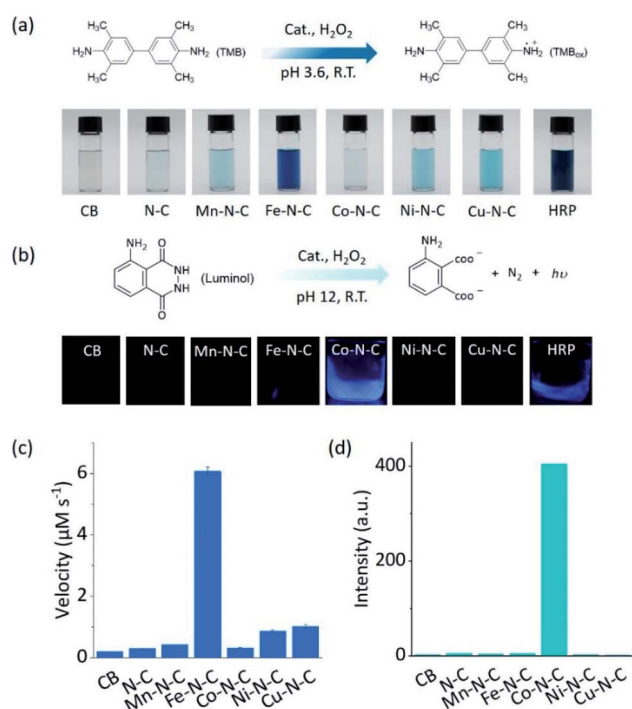 (a)
CH₃ CH₃ Cat., H₂O₂ CH₃ CH₃
H₂N NH₂ (TMB) H₂N NH₂ •+ (TMBox)
H₃C CH₃ pH 3.6, R.T. H₃C CH₃
CB N-C Mn-N-C Fe-N-C Co-N-C Ni-N-C Cu-N-C HRP
(b)
NH₂ O Cat., H₂O₂ NH₂
NH NH (Luminol) COO⁻ COO⁻ + N₂ + hυ
O pH 12, R.T.
CB N-C Mn-N-C Fe-N-C Co-N-C Ni-N-C Cu-N-C HRP
(c)
Velocity (μM s⁻¹)
6
4
2
0
CB N-C Mn-N-C Fe-N-C Co-N-C Ni-N-C Cu-N-C
(d)
Intensity (a.u.)
400
200
0
CB N-C Mn-N-C Fe-N-C Co-N-C Ni-N-C Cu-N-C